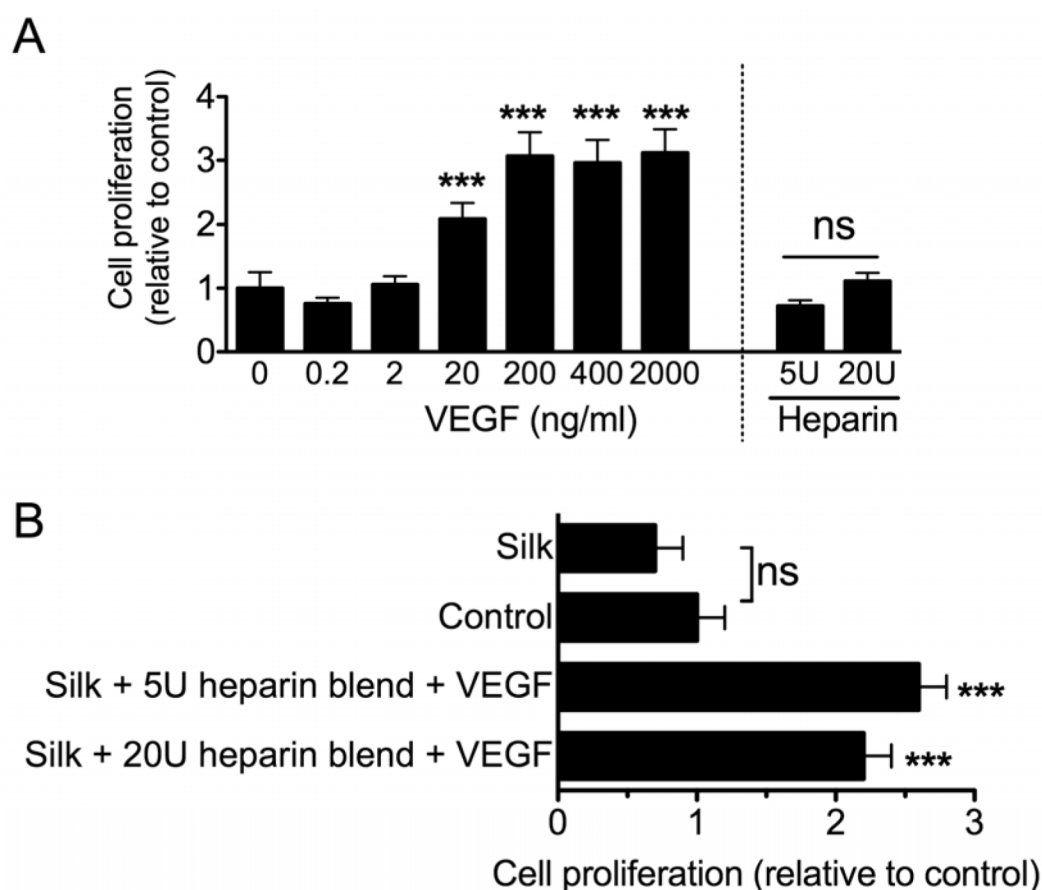 A
Cell proliferation
(relative to control)
4
3
2
1
0
***
***
***
***
ns
0 0.2 2 20 200 400 2000 5U 20U
VEGF (ng/ml) Heparin
B
Silk
ns
Control
Silk + 5U heparin blend + VEGF ***
Silk + 20U heparin blend + VEGF ***
0 1 2 3
Cell proliferation (relative to control)